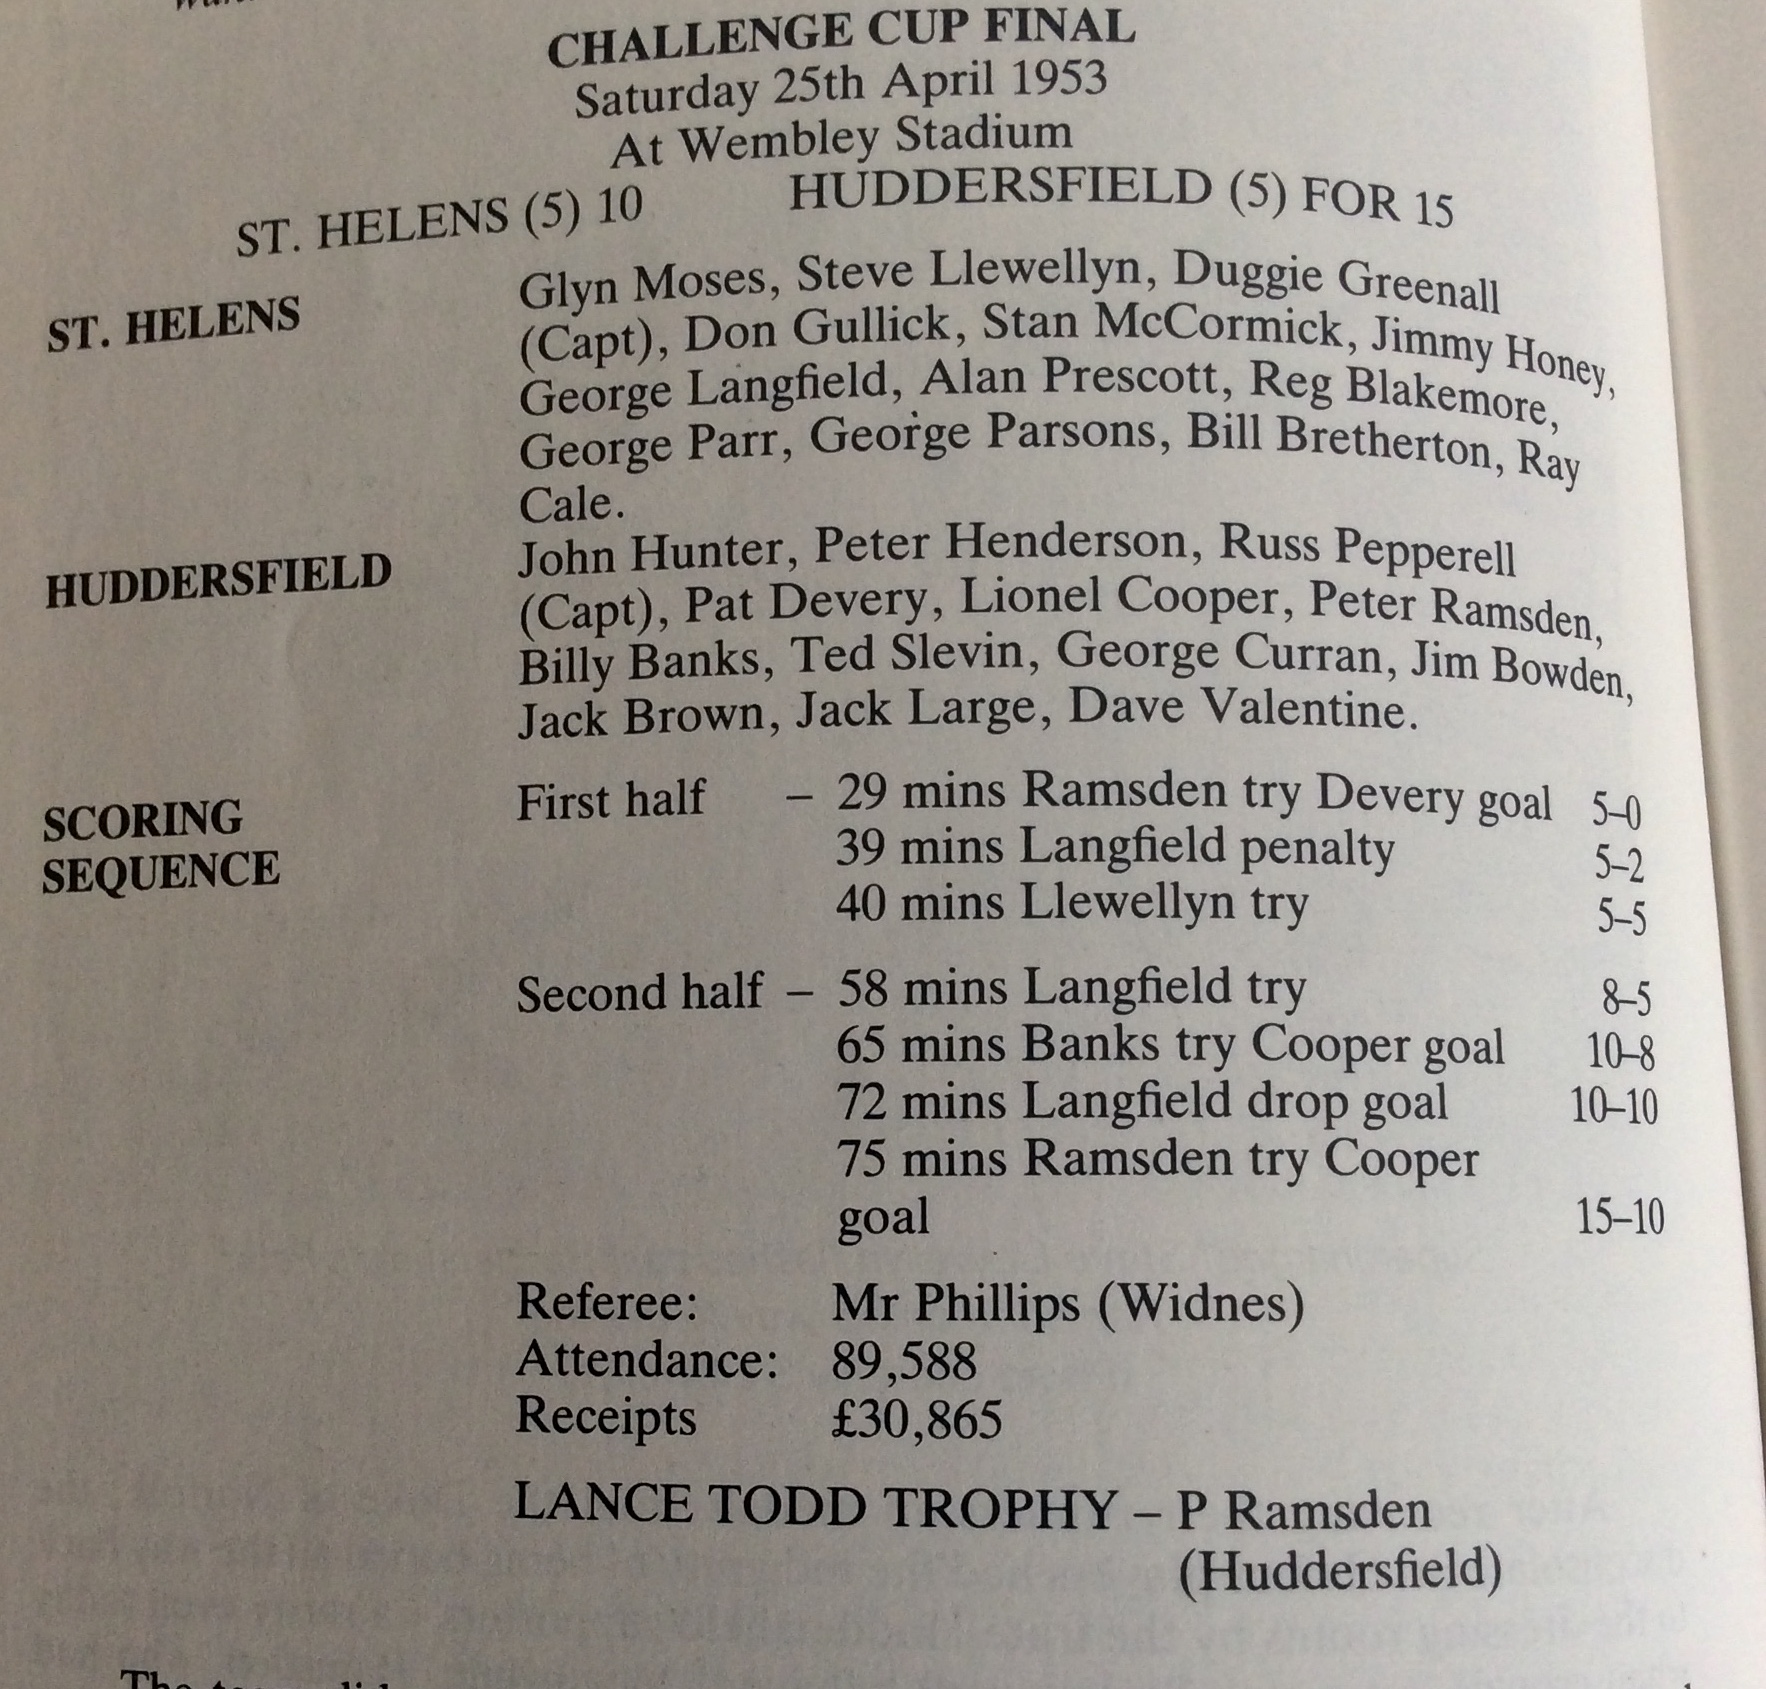 CHALLENGE CUP FINAL
Saturday 25th April 1953
At Wembley Stadium
ST. HELENS (5) 10 HUDDERSFIELD (5) FOR 15
ST. HELENS Glyn Moses, Steve Llewellyn, Duggie Greenall
(Capt), Don Gullick, Stan McCormick, Jimmy Honey,
George Langfield, Alan Prescott, Reg Blakemore,
George Parr, George Parsons, Bill Bretherton, Ray
Cale.
HUDDERSFIELD John Hunter, Peter Henderson, Russ Pepperell
(Capt), Pat Devery, Lionel Cooper, Peter Ramsden,
Billy Banks, Ted Slevin, George Curran, Jim Bowden,
Jack Brown, Jack Large, Dave Valentine.
SCORING First half – 29 mins Ramsden try Devery goal 5–0
SEQUENCE 39 mins Langfield penalty 5–2
40 mins Llewellyn try 5–5
Second half – 58 mins Langfield try 8–5
65 mins Banks try Cooper goal 10–8
72 mins Langfield drop goal 10–10
75 mins Ramsden try Cooper
goal 15–10
Referee: Mr Phillips (Widnes)
Attendance: 89,588
Receipts £30,865
LANCE TODD TROPHY – P Ramsden
(Huddersfield)
The